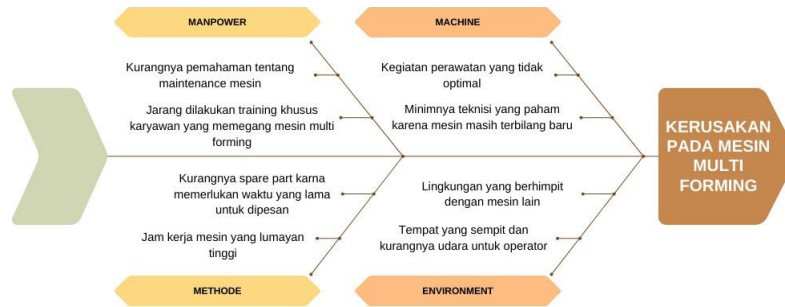 MANPOWER
MACHINE
Kurangnya pemahaman tentang
maintenance mesin
Jarang dilakukan training khusus
karyawan yang memegang mesin multi
forming
Kegiatan perawatan yang tidak
optimal
Minimnya teknisi yang paham
karena mesin masih terbilang baru
KERUSAKAN
PADA MESIN
MULTI
FORMING
Kurangnya spare part karna
memerlukan waktu yang lama
untuk dipesan
Jam kerja mesin yang lumayan
tinggi
Lingkungan yang berhimpit
dengan mesin lain
Tempat yang sempit dan
kurangnya udara untuk operator
METHODE
ENVIRONMENT